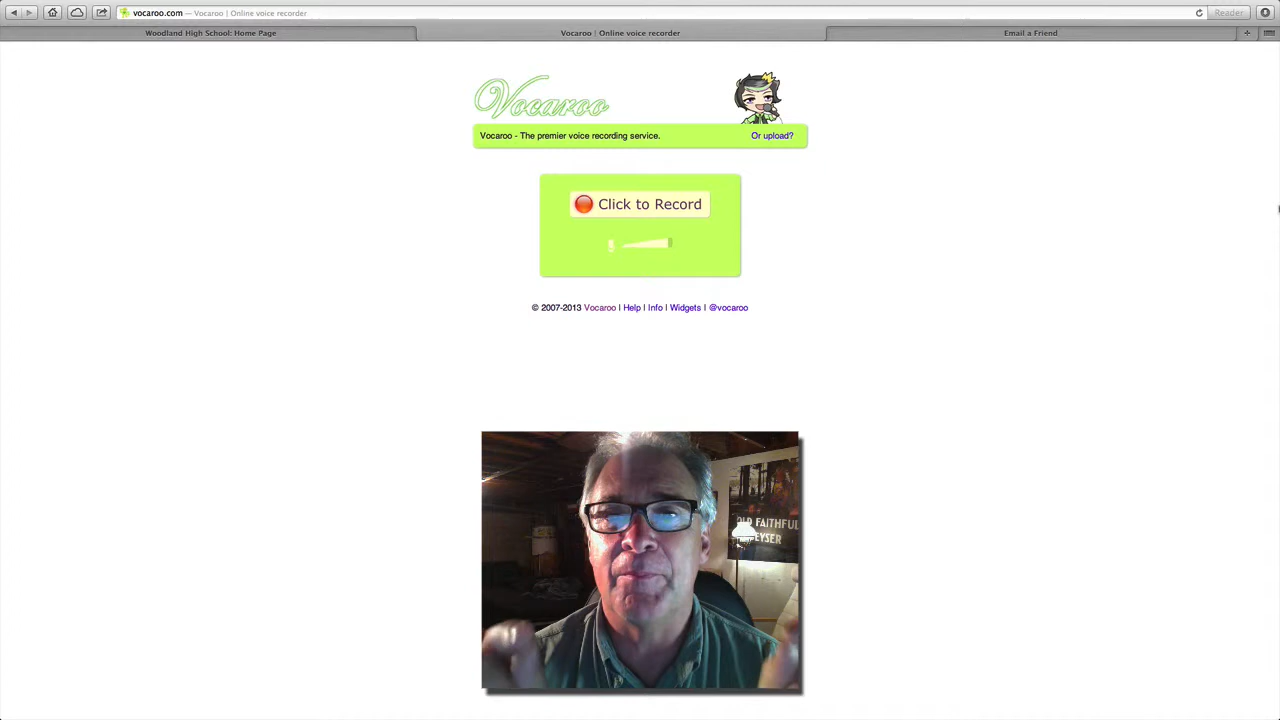 vocaroo.com — Vocaroo | Online voice recorder
Reader
Woodland High School: Home Page
Vocaroo | Online voice recorder
Email a Friend
Vocaroo
Vocaroo - The premier voice recording service.
Or upload?
Click to Record
© 2007-2013 Vocaroo | Help | Info | Widgets | @vocaroo
OLD FAITHFUL
GEYSER